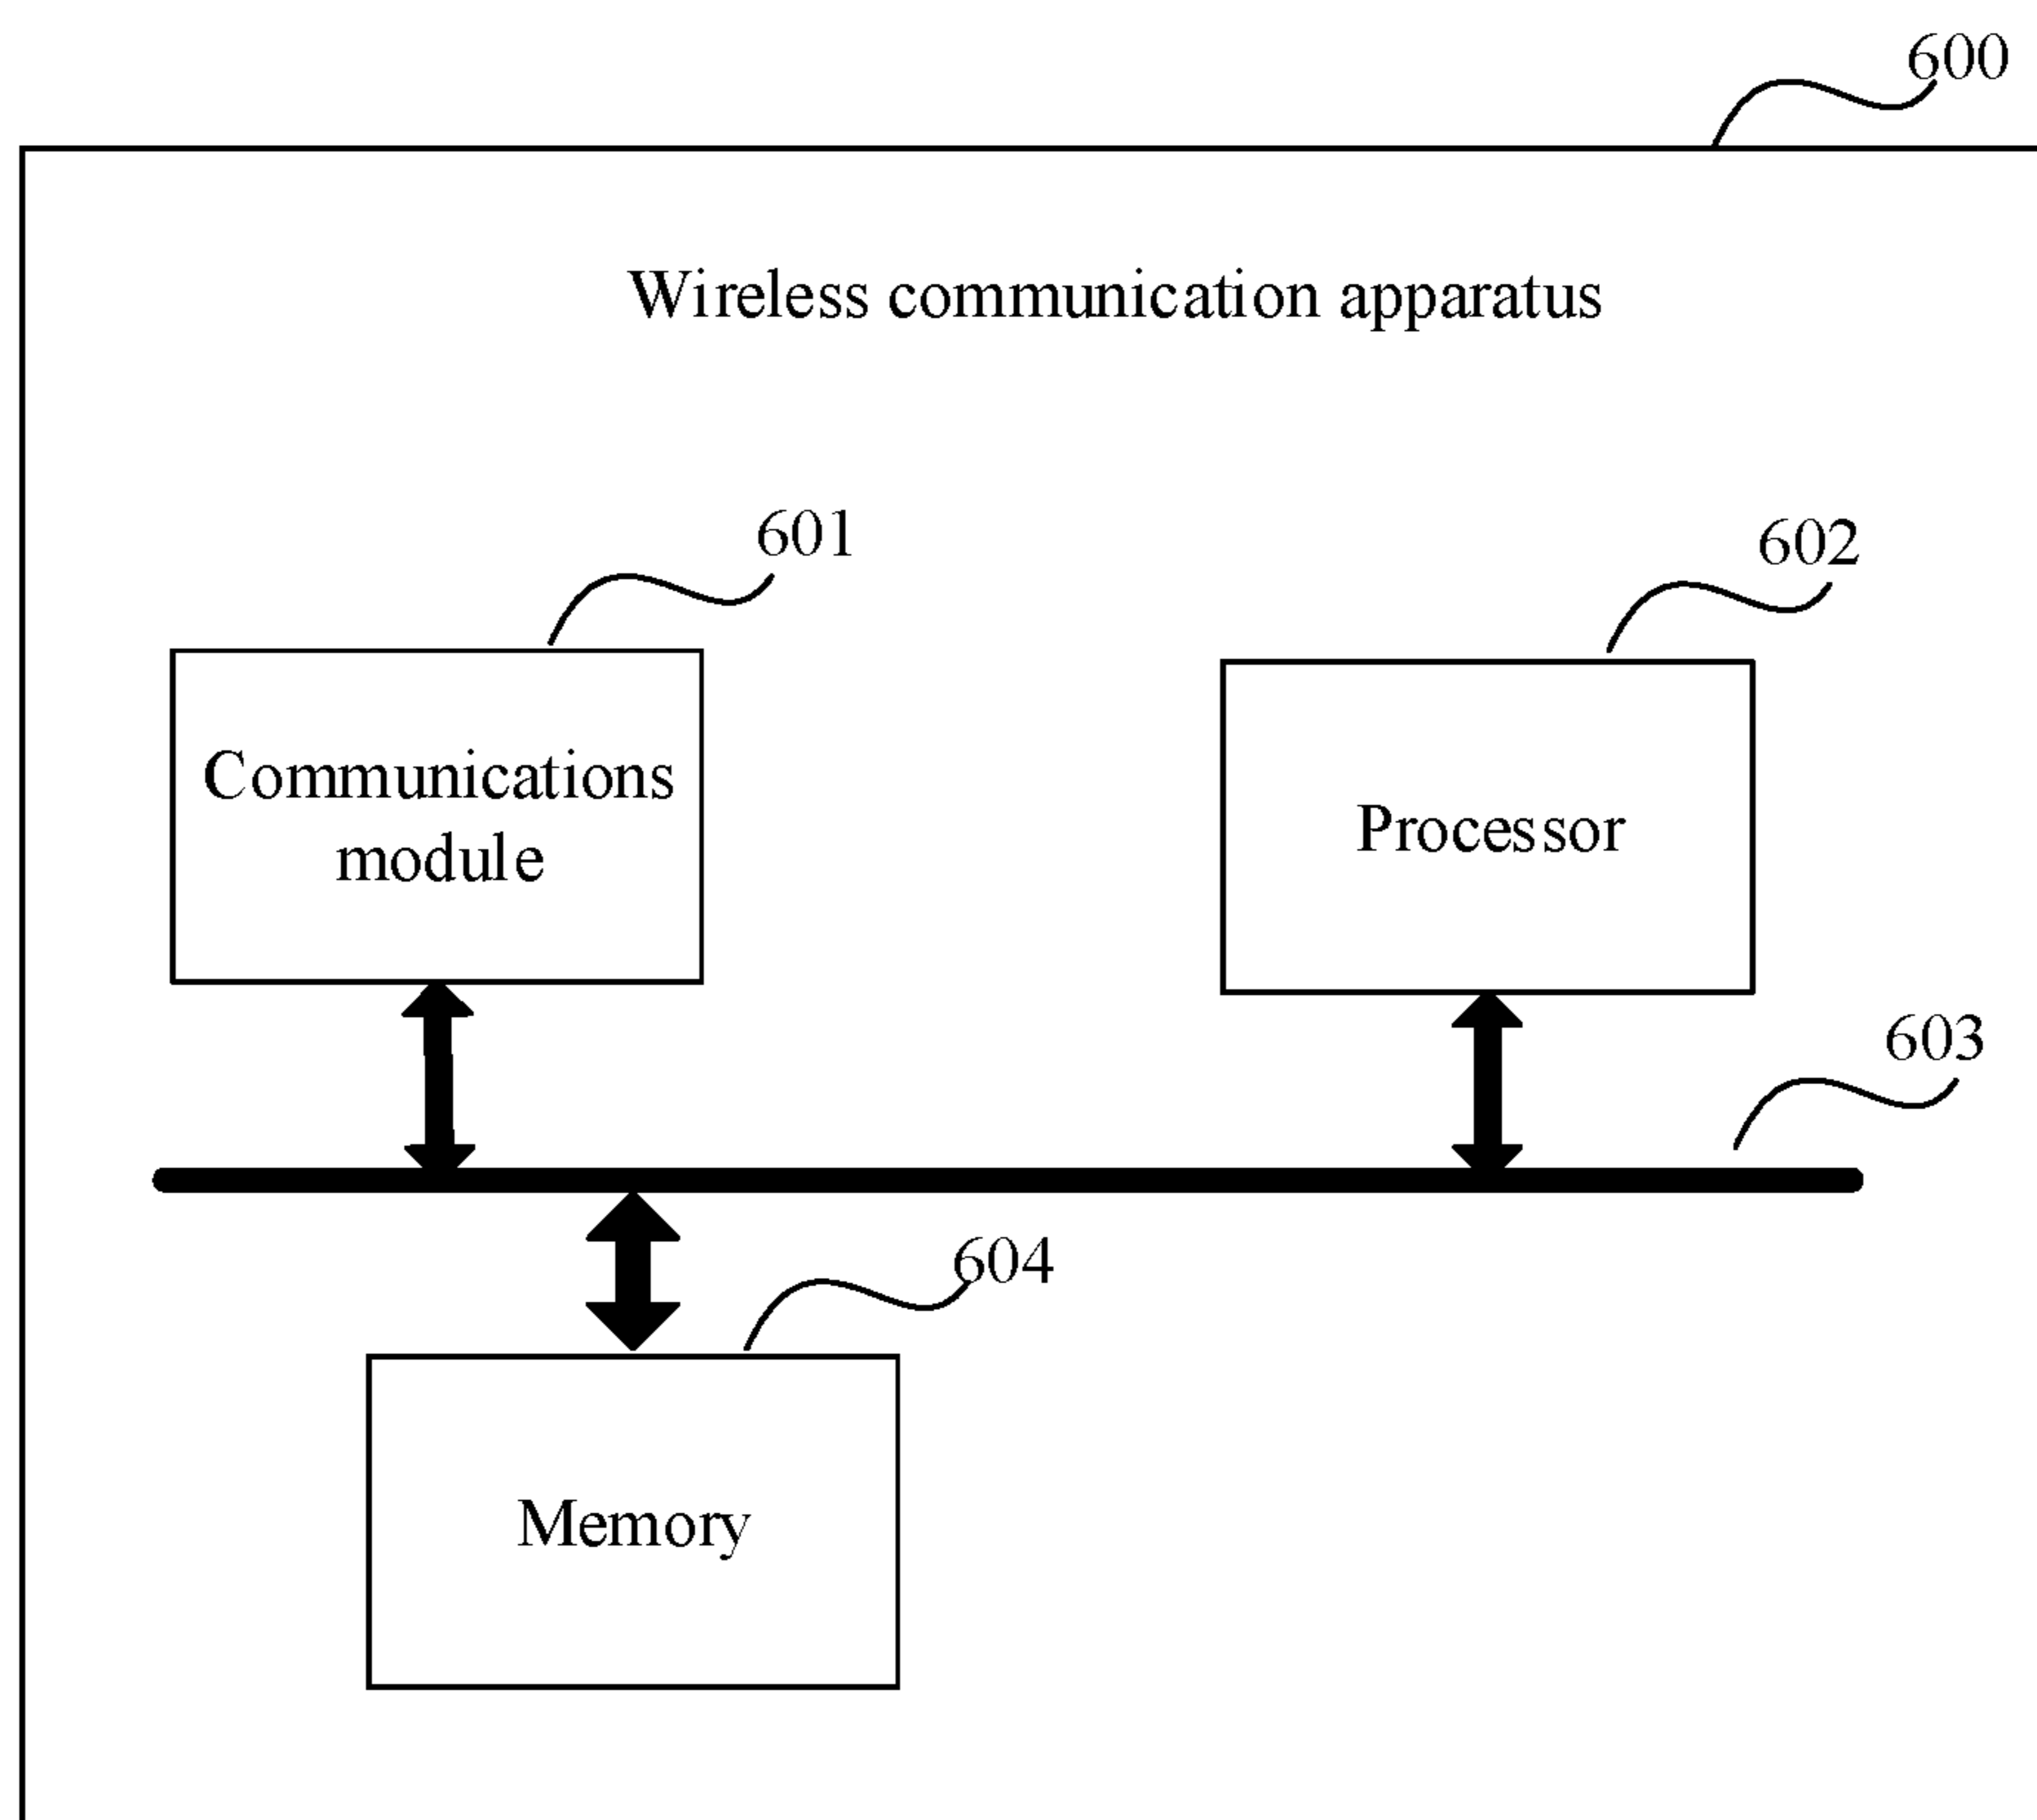 600
Wireless communication apparatus
601
602
Communications
module
Processor
603
604
Memory